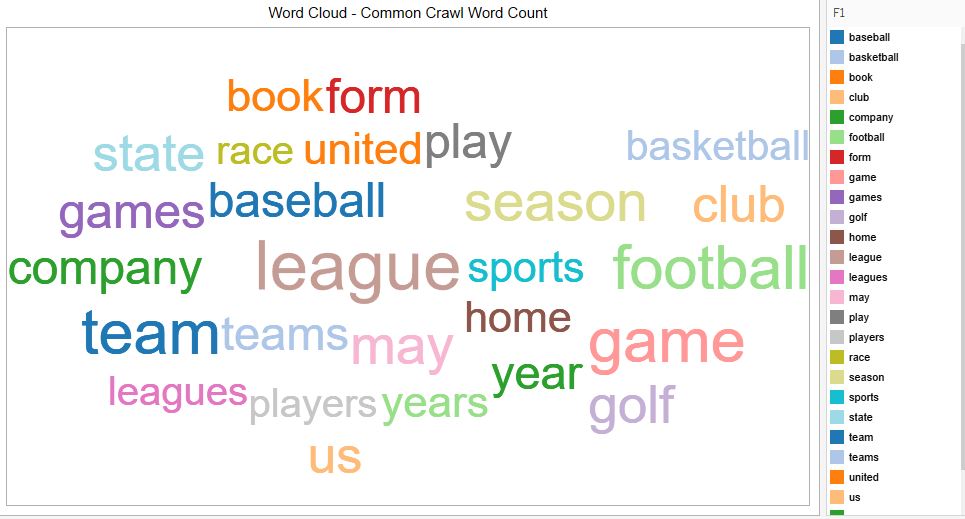 Word Cloud - Common Crawl Word Count
book form
state race united play basketball
games baseball season club
company league sports football
team teams may home game
leagues players years year golf
us
F1
baseball
basketball
book
club
company
football
form
game
games
golf
home
league
leagues
may
play
players
race
season
sports
state
team
teams
united
us